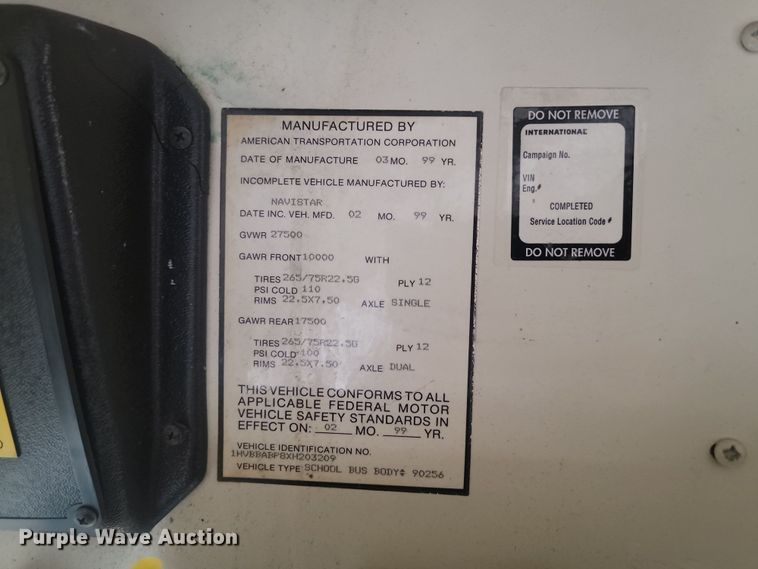 MANUFACTURED BY
AMERICAN TRANSPORTATION CORPORATION
DATE OF MANUFACTURE 03 MO. 99 YR.
INCOMPLETE VEHICLE MANUFACTURED BY:
NAVISTAR
DATE INC. VEH. MFD. 02 MO. 99 YR.
GVWR 27500
GAWR FRONT 10000 WITH
TIRES 265/75R22.5G PLY 12
PSI COLD 110
RIMS 22.5X7.50 AXLE SINGLE
GAWR REAR 17500
TIRES 265/75R22.5G PLY 12
PSI COLD 100
RIMS 22.5X7.50 AXLE DUAL
THIS VEHICLE CONFORMS TO ALL
APPLICABLE FEDERAL MOTOR
VEHICLE SAFETY STANDARDS IN
EFFECT ON: 02 MO. 99 YR.
VEHICLE IDENTIFICATION NO.
1HVBBABP8XH203209
VEHICLE TYPE: SCHOOL BUS BODY# 90256
DO NOT REMOVE
INTERNATIONAL
Campaign No.
VIN
Eng.#
COMPLETED
Service Location Code#
DO NOT REMOVE
Purple Wave Auction